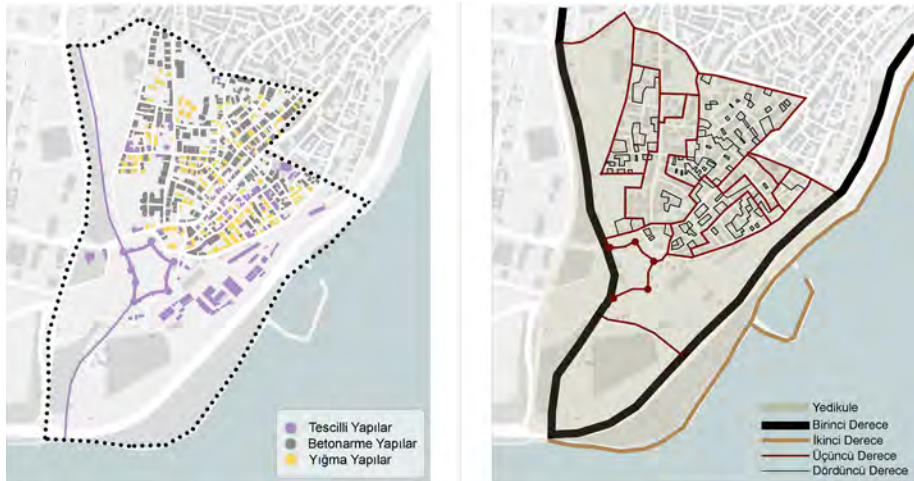 Tescilli Yapılar
Betonarme Yapılar
Yığma Yapılar
Yedikule
Birinci Derece
İkinci Derece
Üçüncü Derece
Dördüncü Derece